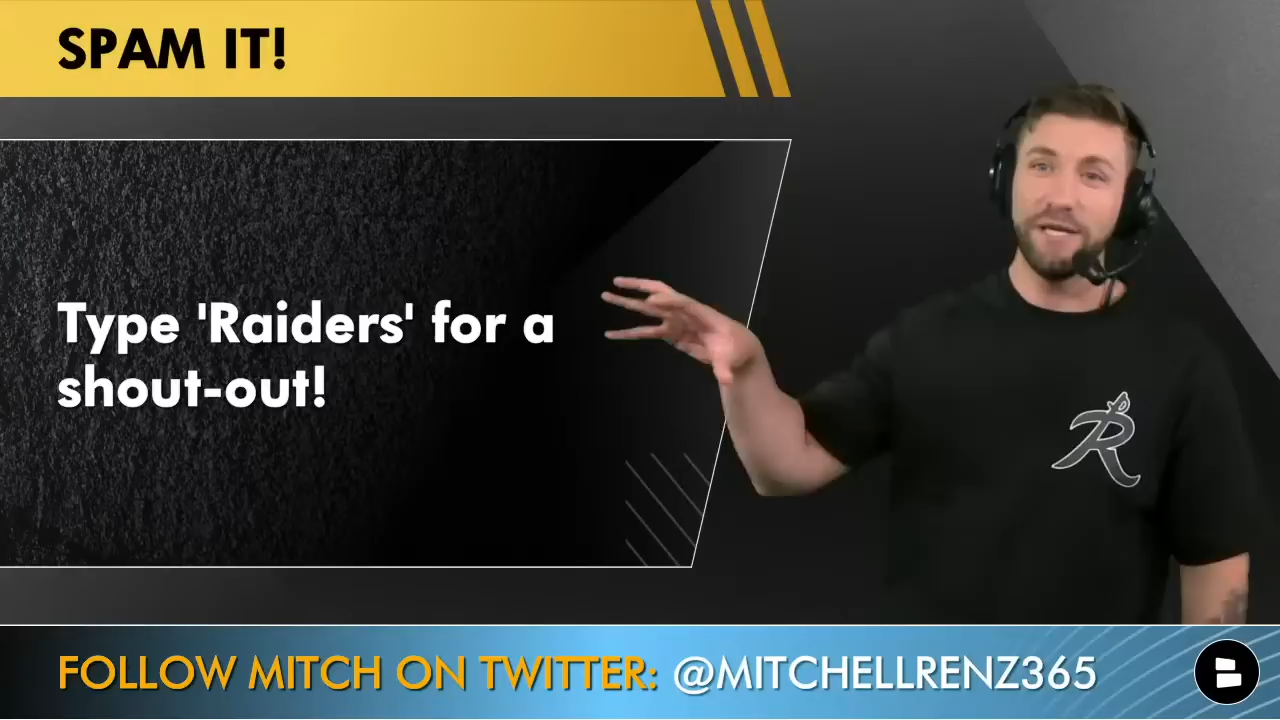 SPAM IT!
Type 'Raiders' for a
shout-out!
R
FOLLOW MITCH ON TWITTER: @MITCHELLRENZ365